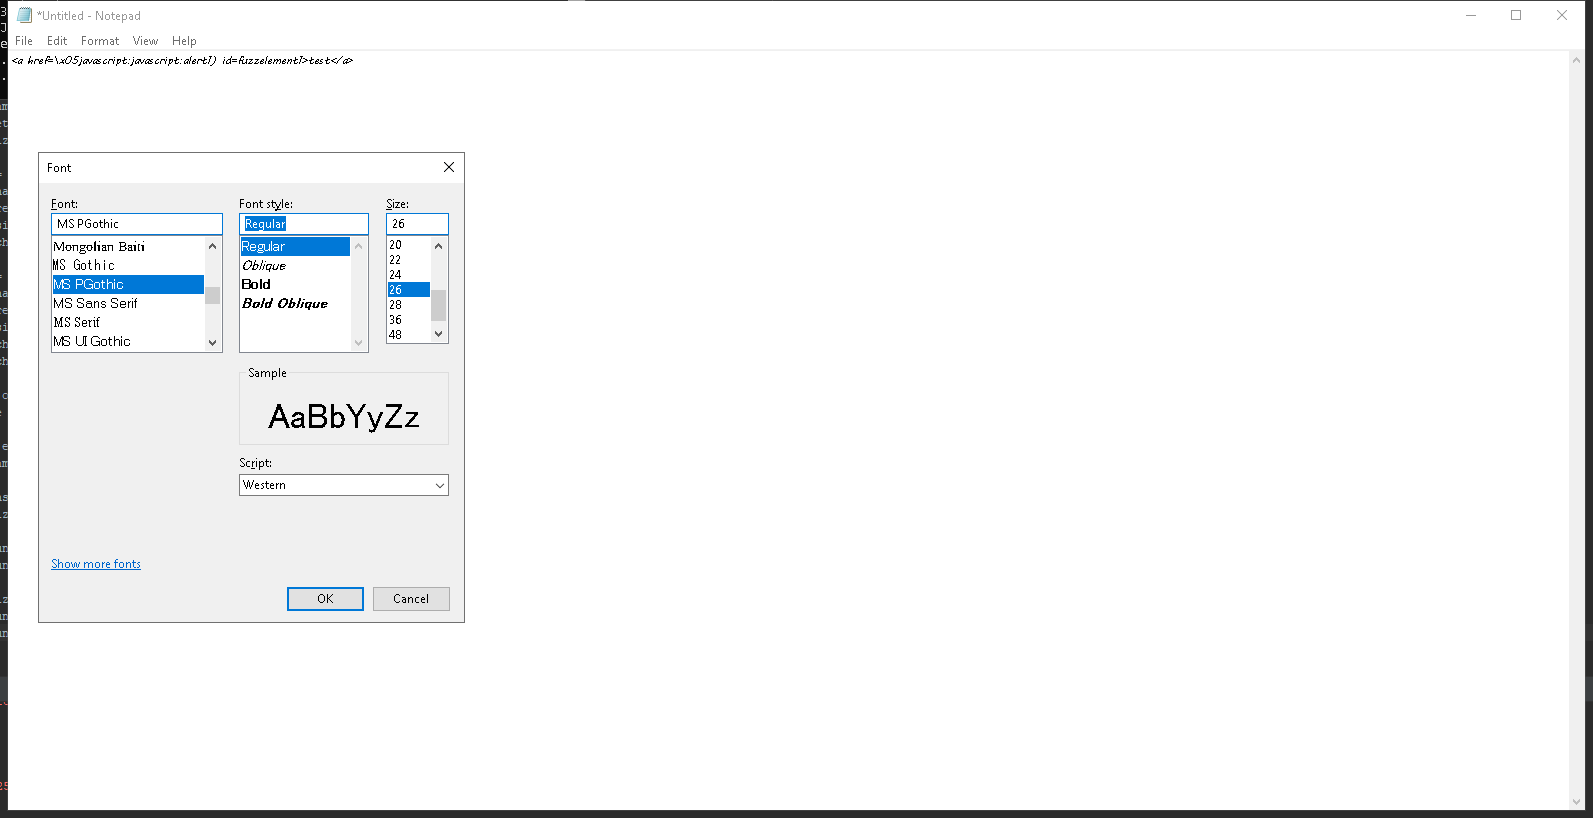 *Untitled - Notepad
File Edit Format View Help
<a href=\x05javascript:javascript:alert1) id=fuzzelement1>test</a>
Font
Font: Font style: Size:
MS PGothic Regular 26
Mongolian Baiti
MS Gothic
MS PGothic
MS Sans Serif
MS Serif
MS UI Gothic
Regular
Oblique
Bold
Bold Oblique
20
22
24
26
28
36
48
Sample
AaBbYyZz
Script:
Western
Show more fonts
OK Cancel